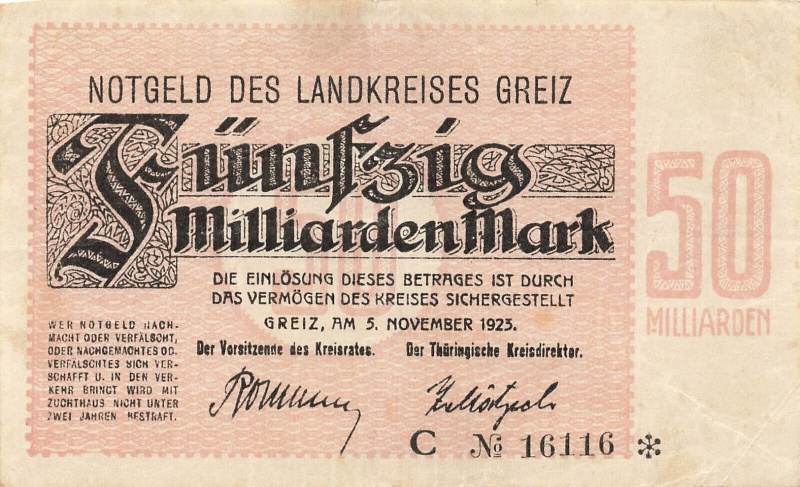 NOTGELD DES LANDKREISES GREIZ
Fünfzig
Milliarden Mark
50
MILLIARDEN
DIE EINLÖSUNG DIESES BETRAGES IST DURCH
DAS VERMÖGEN DES KREISES SICHERGESTELLT
GREIZ, AM 5. NOVEMBER 1923.
WER NOTGELD NACH-
MACHT ODER VERFÄLSCHT,
ODER NACHGEMACHTES OD.
VERFÄLSCHTES SICH VER-
SCHAFFT U. IN DEN VER-
KEHR BRINGT WIRD MIT
ZUCHTHAUS NICHT UNTER
ZWEI JAHREN BESTRAFT.
Der Vorsitzende des Kreisrates.
Der Thüringische Kreisdirektor.
C № 16116 *